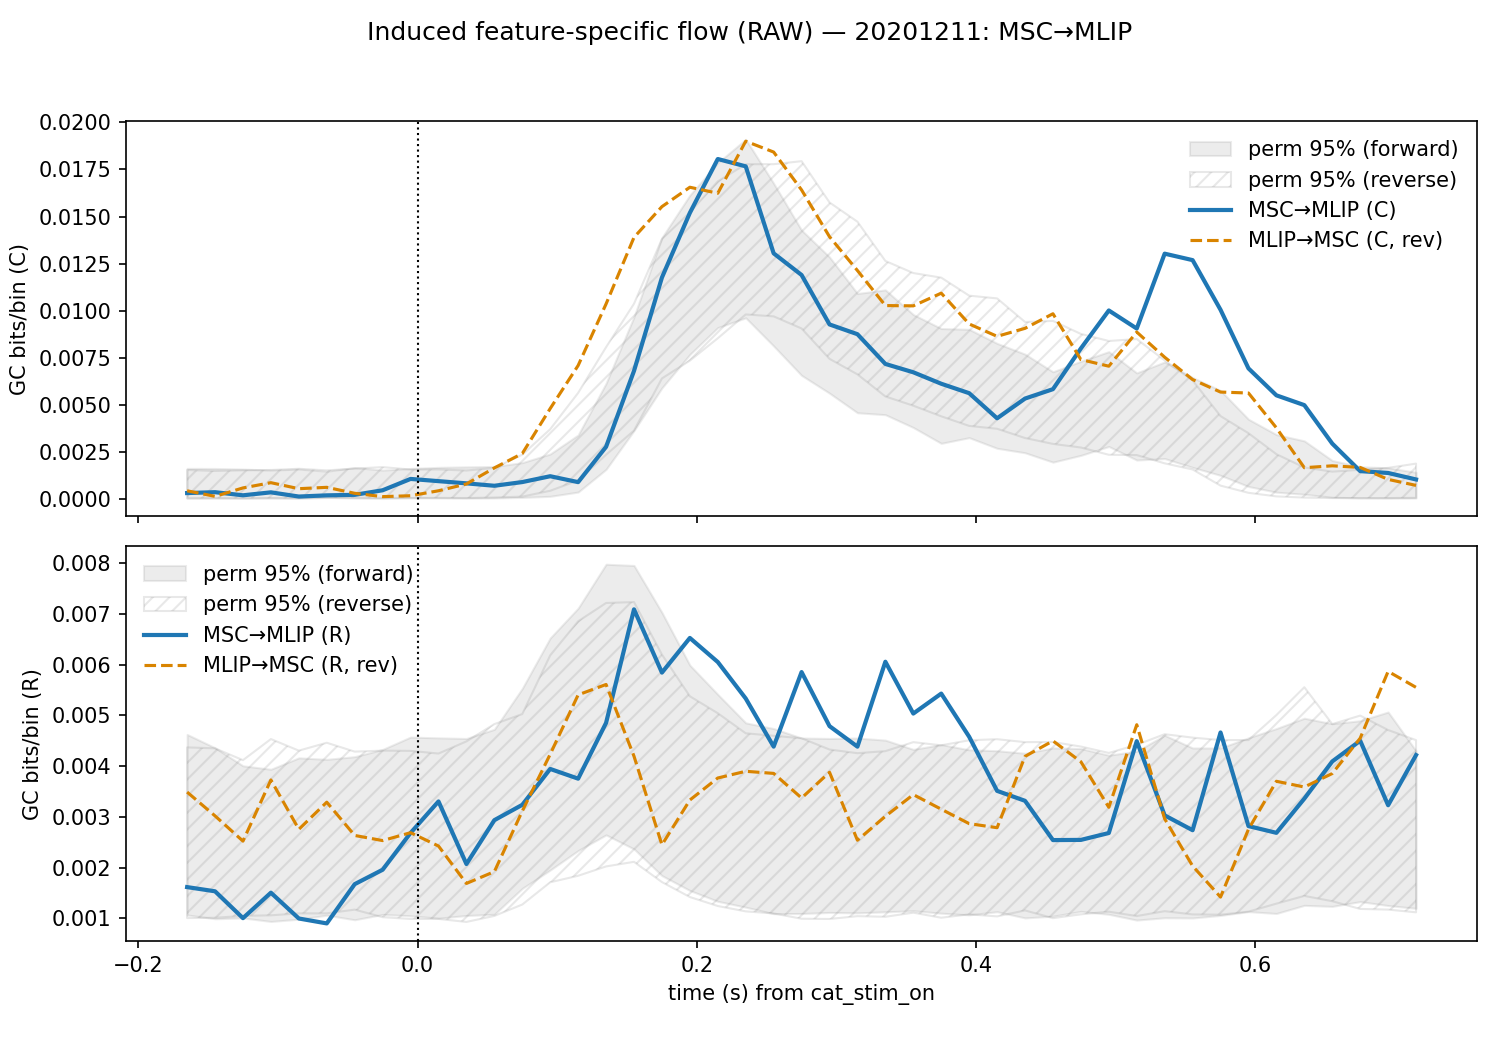 Induced feature-specific flow (RAW) — 20201211: MSC→MLIP
GC bits/bin (C)
0.0200
0.0175
0.0150
0.0125
0.0100
0.0075
0.0050
0.0025
0.0000
perm 95% (forward)
perm 95% (reverse)
MSC→MLIP (C)
MLIP→MSC (C, rev)
GC bits/bin (R)
0.008
0.007
0.006
0.005
0.004
0.003
0.002
0.001
perm 95% (forward)
perm 95% (reverse)
MSC→MLIP (R)
MLIP→MSC (R, rev)
−0.2
0.0
0.2
0.4
0.6
time (s) from cat_stim_on